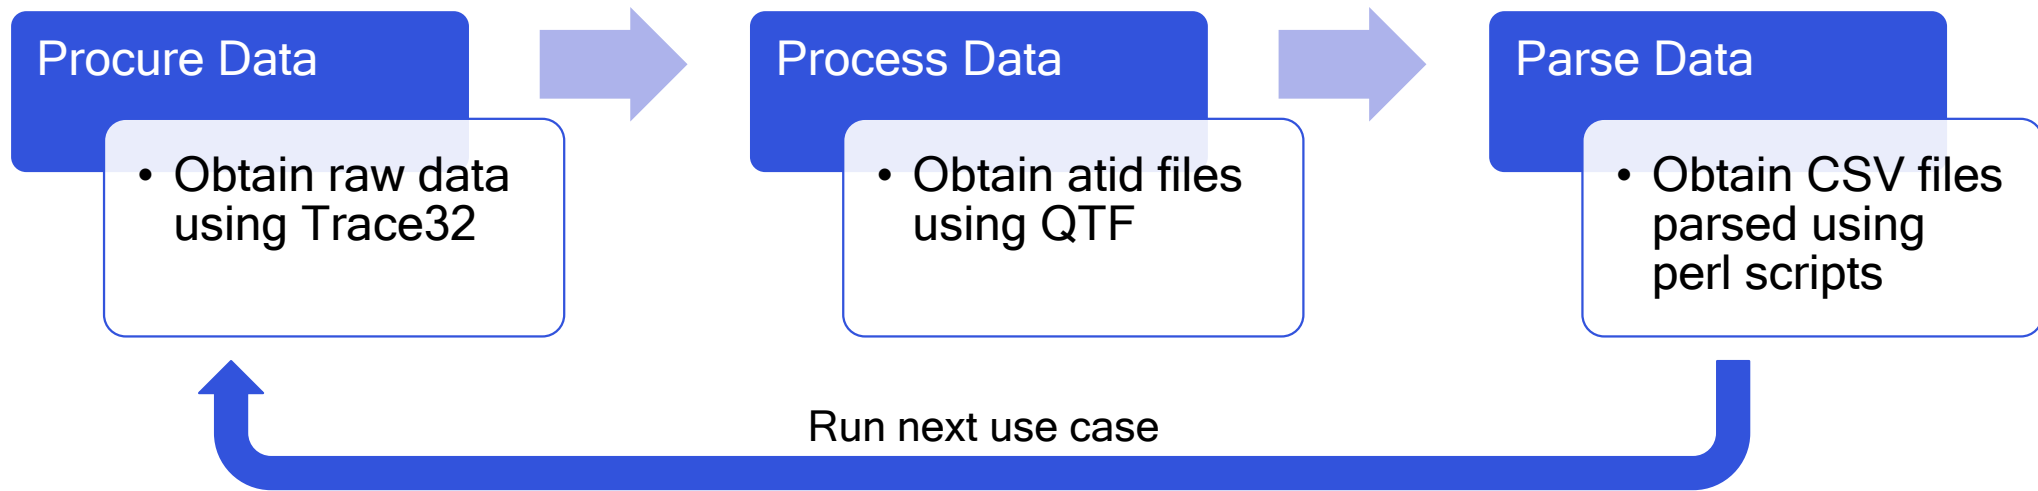 Procure Data
• Obtain raw data
using Trace32
Process Data
• Obtain atid files
using QTF
Parse Data
• Obtain CSV files
parsed using
perl scripts
Run next use case